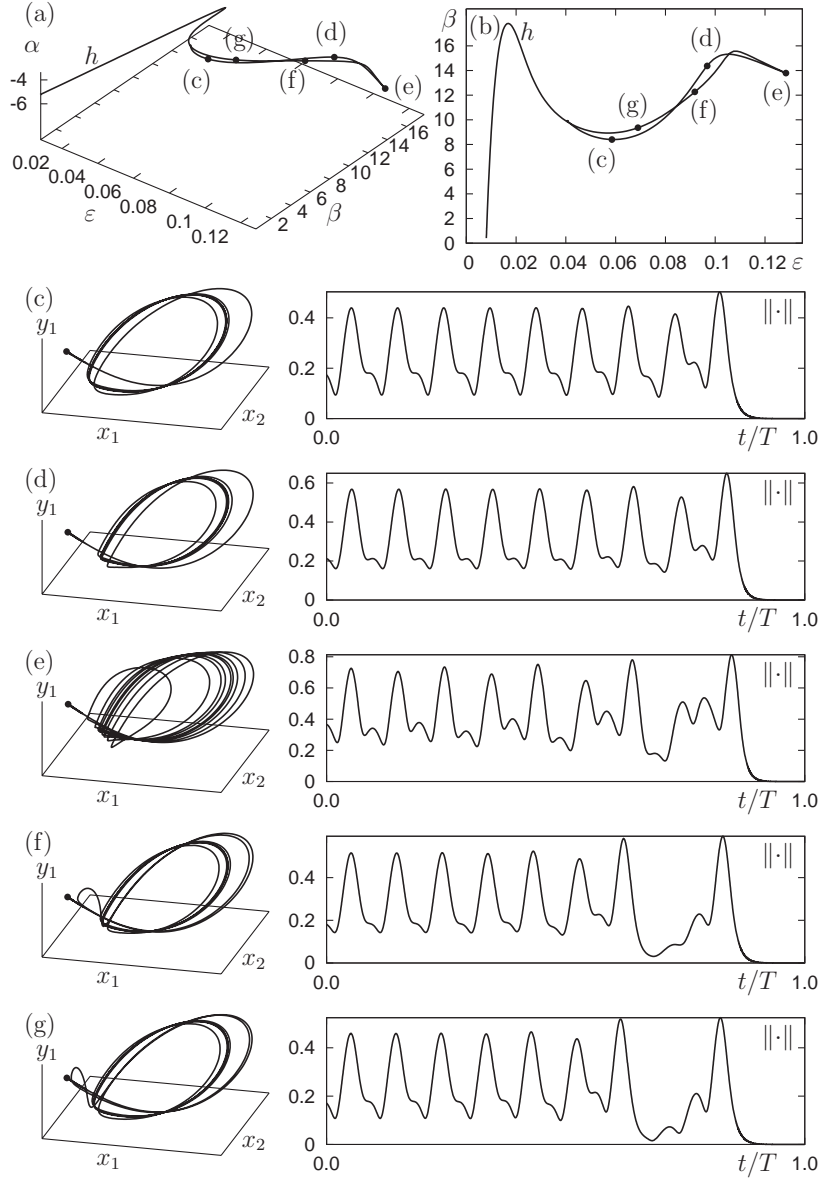 (a)
α
h
-4
-6
(g)
(d)
(c)
(f)
(e)
0.02
0.04
0.06
0.08
0.1
0.12
ε
2
4
6
8
10
12
14
16
β
β
(b)
h
18
16
14
12
10
8
6
4
2
0
(d)
(g)
(f)
(e)
(c)
0
0.02
0.04
0.06
0.08
0.1
0.12
ε
(c)
y₁
x₁
x₂
0.4
0.2
0
0.0
t/T
1.0
‖·‖
(d)
y₁
x₁
x₂
0.6
0.4
0.2
0
0.0
t/T
1.0
‖·‖
(e)
y₁
x₁
x₂
0.8
0.6
0.4
0.2
0
0.0
t/T
1.0
‖·‖
(f)
y₁
x₁
x₂
0.4
0.2
0
0.0
t/T
1.0
‖·‖
(g)
y₁
x₁
x₂
0.4
0.2
0
0.0
t/T
1.0
‖·‖